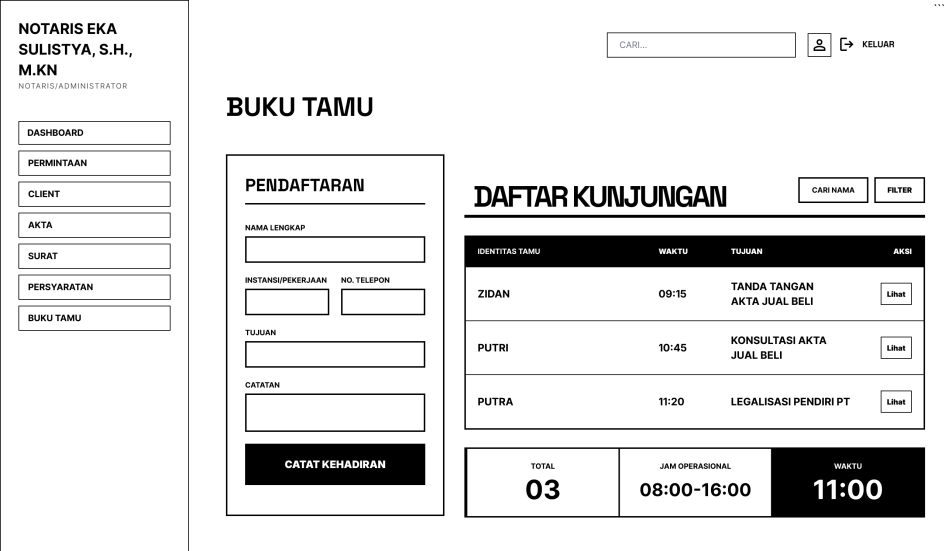 NOTARIS EKA
SULISTYA, S.H.,
M.KN
NOTARIS/ADMINISTRATOR
DASHBOARD
PERMINTAAN
CLIENT
AKTA
SURAT
PERSYARATAN
BUKU TAMU
CARI...
KELUAR
BUKU TAMU
PENDAFTARAN
NAMA LENGKAP
INSTANSI/PEKERJAAN NO. TELEPON
TUJUAN
CATATAN
CATAT KEHADIRAN
DAFTAR KUNJUNGAN
CARI NAMA FILTER
IDENTITAS TAMU WAKTU TUJUAN AKSI
ZIDAN 09:15 TANDA TANGAN
AKTA JUAL BELI Lihat
PUTRI 10:45 KONSULTASI AKTA
JUAL BELI Lihat
PUTRA 11:20 LEGALISASI PENDIRI PT Lihat
TOTAL JAM OPERASIONAL WAKTU
03 08:00-16:00 11:00